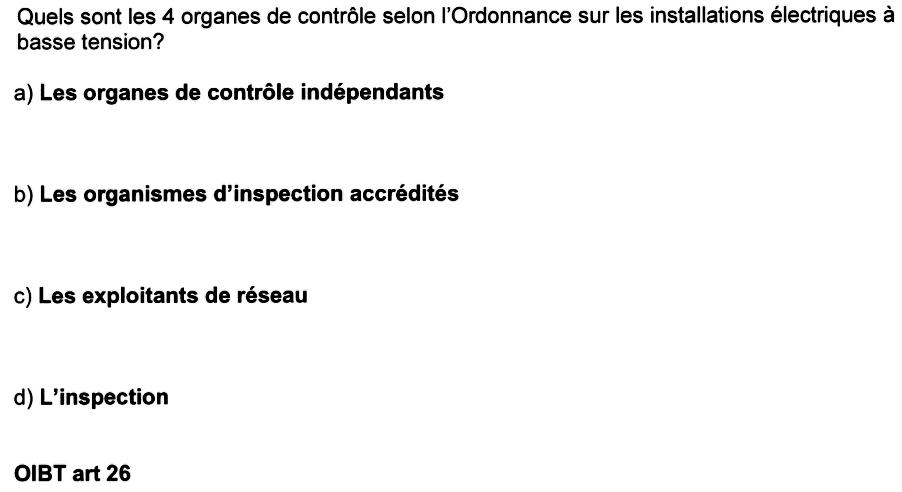 Quels sont les 4 organes de contrôle selon l'Ordonnance sur les installations électriques à
basse tension?
a) Les organes de contrôle indépendants
b) Les organismes d'inspection accrédités
c) Les exploitants de réseau
d) L'inspection
OIBT art 26